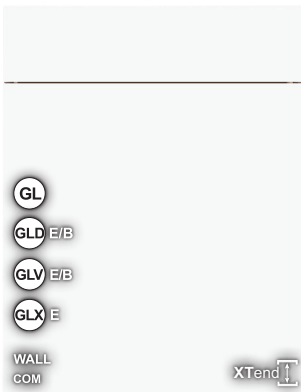 GL
GLD E/B
GLV E/B
GLX E
WALL
COM
XTend